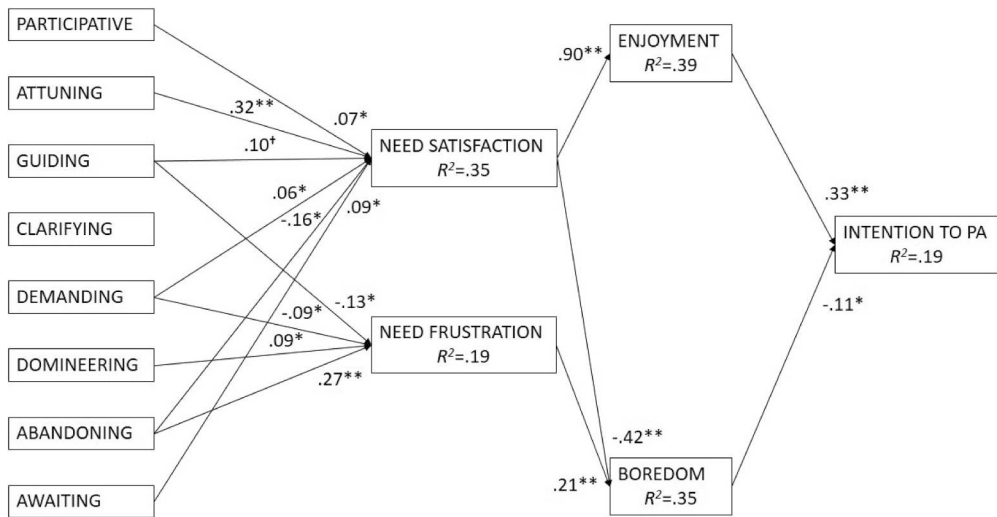 PARTICIPATIVE
ATTUNING
GUIDING
CLARIFYING
DEMANDING
DOMINEERING
ABANDONING
AWAITING
.32**
.07*
.10†
.06*
-.16*
.09*
-.13*
-.09*
.09*
.27**
NEED SATISFACTION
R²=.35
NEED FRUSTRATION
R²=.19
.90**
-.42**
.21**
ENJOYMENT
R²=.39
BOREDOM
R²=.35
.33**
-.11*
INTENTION TO PA
R²=.19